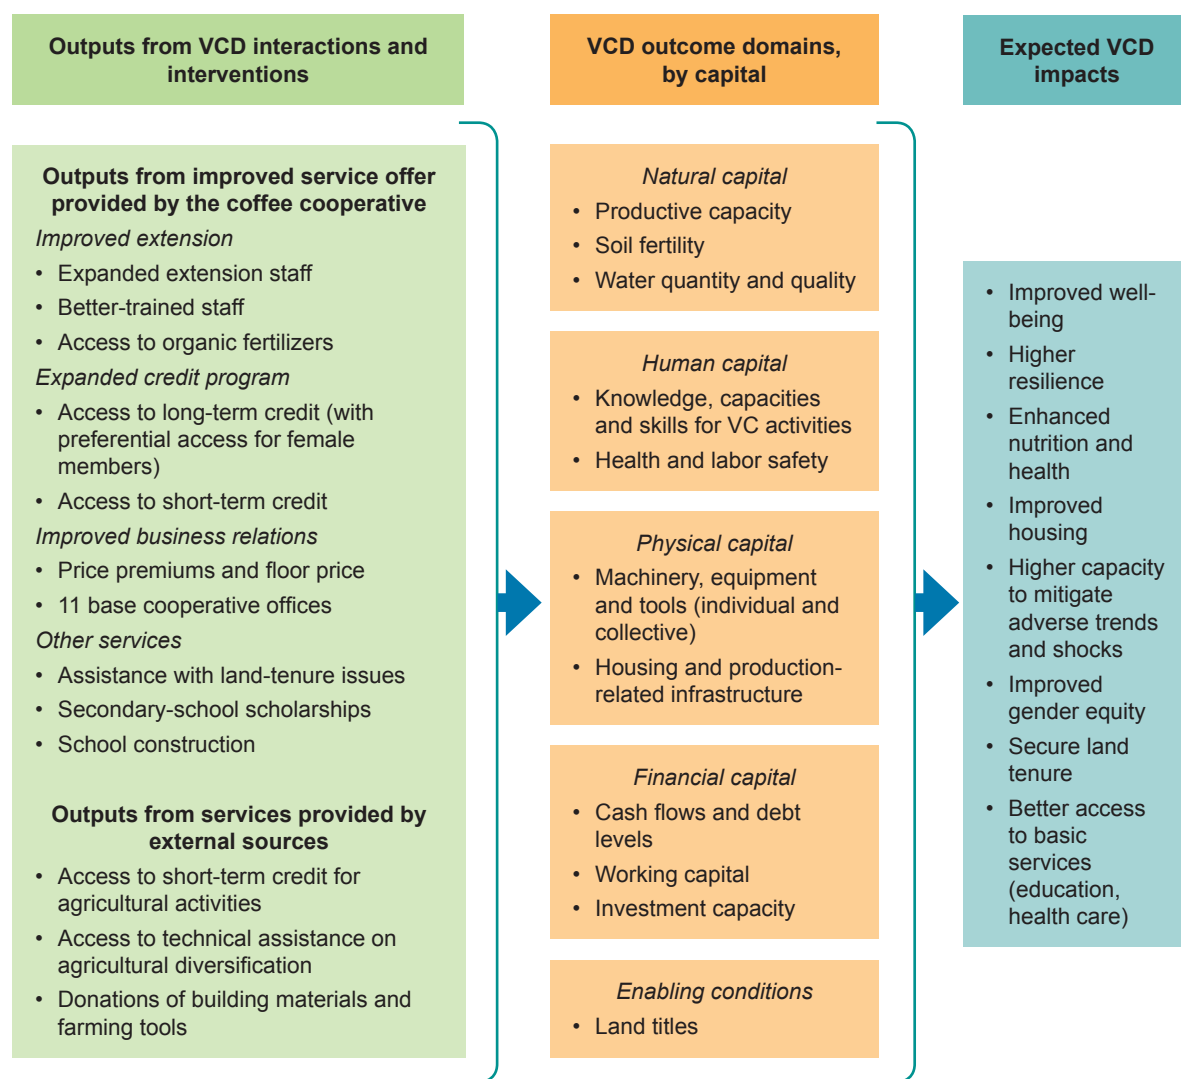 Outputs from VCD interactions and
interventions
Outputs from improved service offer
provided by the coffee cooperative
Improved extension
• Expanded extension staff
• Better-trained staff
• Access to organic fertilizers
Expanded credit program
• Access to long-term credit (with
preferential access for female
members)
• Access to short-term credit
Improved business relations
• Price premiums and floor price
• 11 base cooperative offices
Other services
• Assistance with land-tenure issues
• Secondary-school scholarships
• School construction
Outputs from services provided by
external sources
• Access to short-term credit for
agricultural activities
• Access to technical assistance on
agricultural diversification
• Donations of building materials and
farming tools
VCD outcome domains,
by capital
Natural capital
• Productive capacity
• Soil fertility
• Water quantity and quality
Human capital
• Knowledge, capacities
and skills for VC activities
• Health and labor safety
Physical capital
• Machinery, equipment
and tools (individual and
collective)
• Housing and production-
related infrastructure
Financial capital
• Cash flows and debt
levels
• Working capital
• Investment capacity
Enabling conditions
• Land titles
Expected VCD
impacts
• Improved well-
being
• Higher
resilience
• Enhanced
nutrition and
health
• Improved
housing
• Higher capacity
to mitigate
adverse trends
and shocks
• Improved
gender equity
• Secure land
tenure
• Better access
to basic
services
(education,
health care)